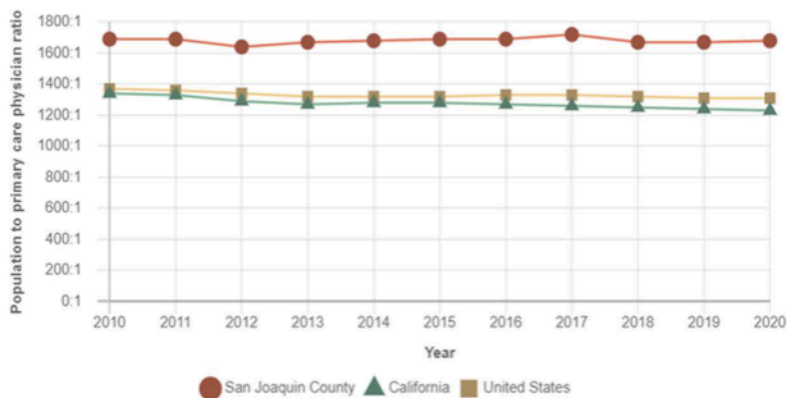 Population to primary care physician ratio
1800:1
1600:1
1400:1
1200:1
1000:1
800:1
600:1
400:1
200:1
0:1
2010 2011 2012 2013 2014 2015 2016 2017 2018 2019 2020
Year
San Joaquin County California United States